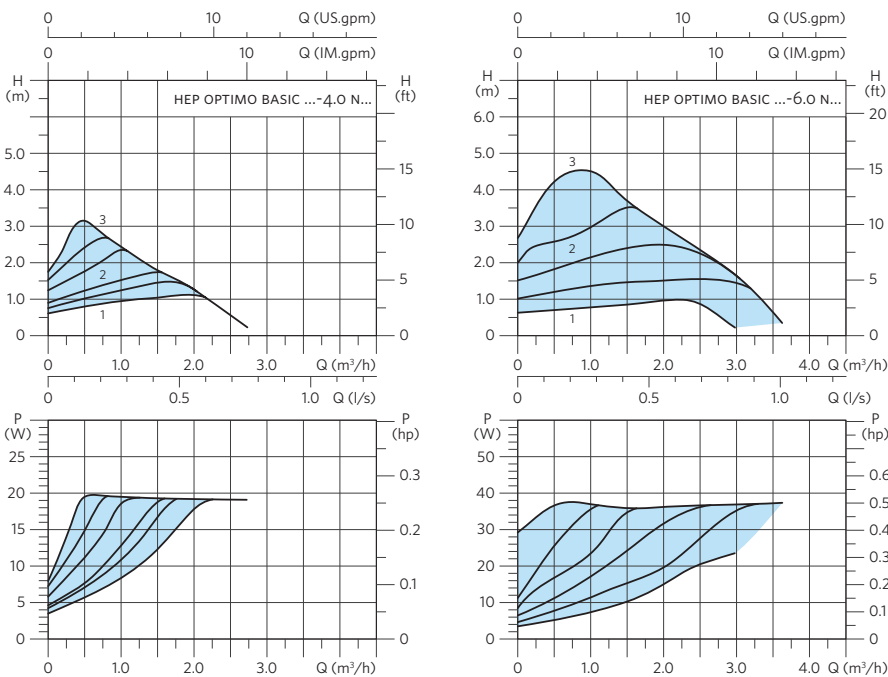 0 10 Q (US.gpm)
0 10 Q (IM.gpm)
H (m)
H (ft)
HEP OPTIMO BASIC ...-4.0 N...
5.0
4.0
3.0
2.0
1.0
0
15
10
5
0
3
2
1
0 1.0 2.0 3.0 Q (m³/h)
0 0.5 1.0 Q (l/s)
P (W)
P (hp)
25
20
15
10
5
0
0.3
0.2
0.1
0
0 1.0 2.0 3.0 Q (m³/h)
0 10 Q (US.gpm)
0 10 Q (IM.gpm)
H (m)
H (ft)
HEP OPTIMO BASIC ...-6.0 N...
6.0
5.0
4.0
3.0
2.0
1.0
0
20
15
10
5
0
3
2
1
0 1.0 2.0 3.0 4.0 Q (m³/h)
0 0.5 1.0 Q (l/s)
P (W)
P (hp)
50
40
30
20
10
0
0.6
0.5
0.4
0.3
0.2
0.1
0
0 1.0 2.0 3.0 4.0 Q (m³/h)